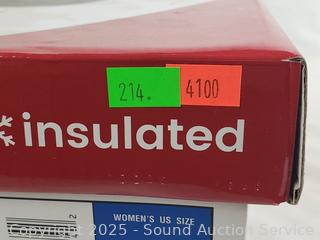 214. 4100
insulated
WOMEN'S US SIZE
Copyright 2025 - Sound Auction Service